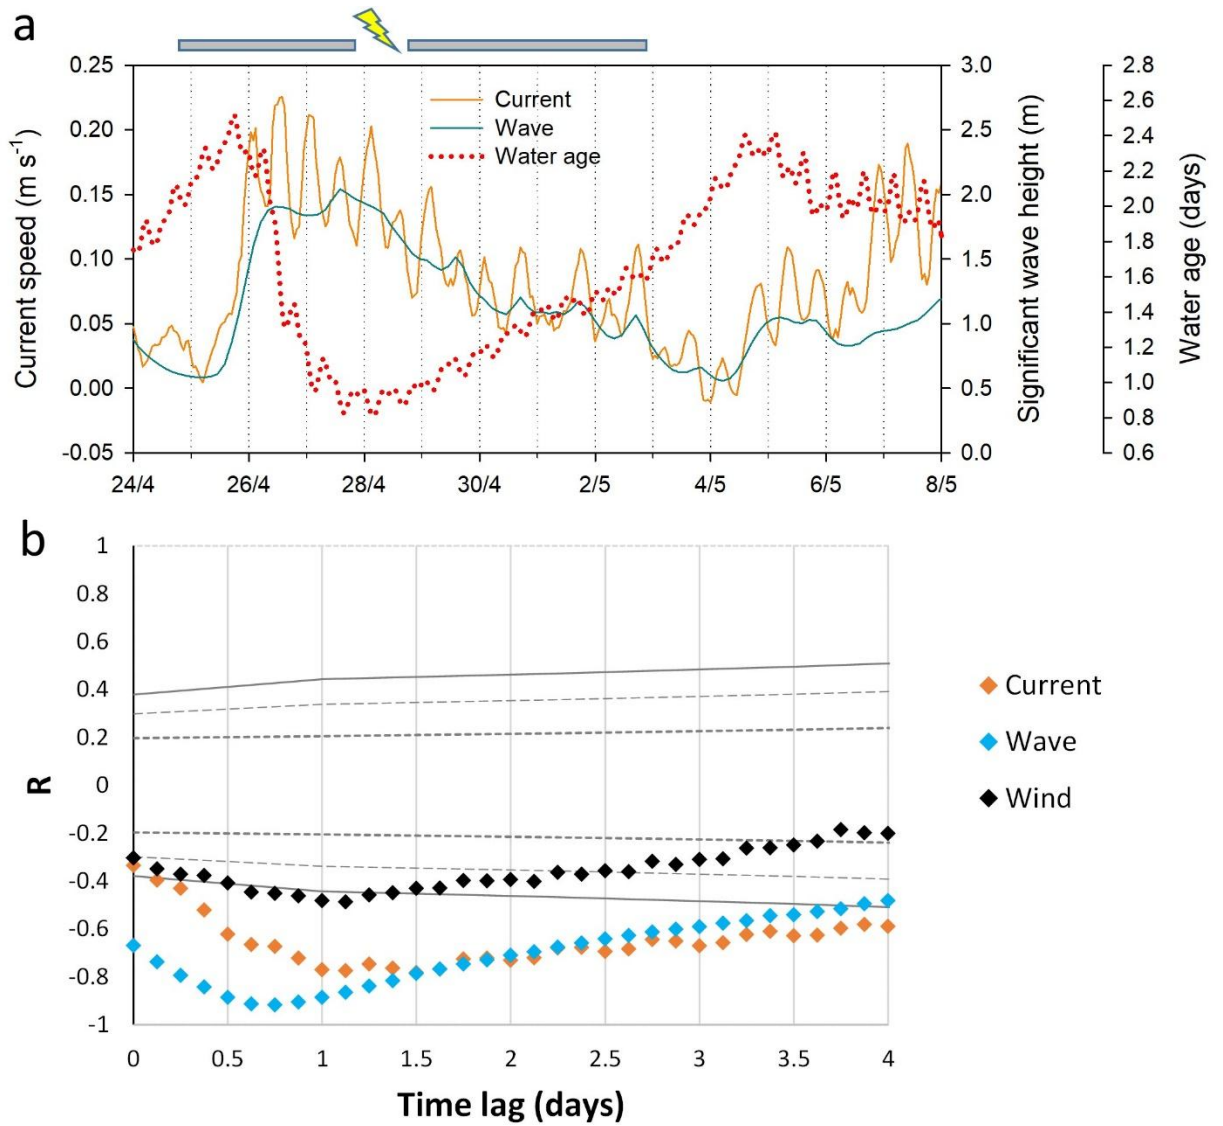 a
0.25
0.20
0.15
0.10
0.05
0.00
-0.05
Current speed (m s-1)
Current
Wave
Water age
3.0
2.5
2.0
1.5
1.0
0.5
0.0
Significant wave height (m)
2.8
2.6
2.4
2.2
2.0
1.8
1.6
1.4
1.2
1.0
0.8
0.6
Water age (days)
24/4 26/4 28/4 30/4 2/5 4/5 6/5 8/5
b
1
0.8
0.6
0.4
0.2
0
-0.2
-0.4
-0.6
-0.8
-1
R
0 0.5 1 1.5 2 2.5 3 3.5 4
Time lag (days)
Current
Wave
Wind